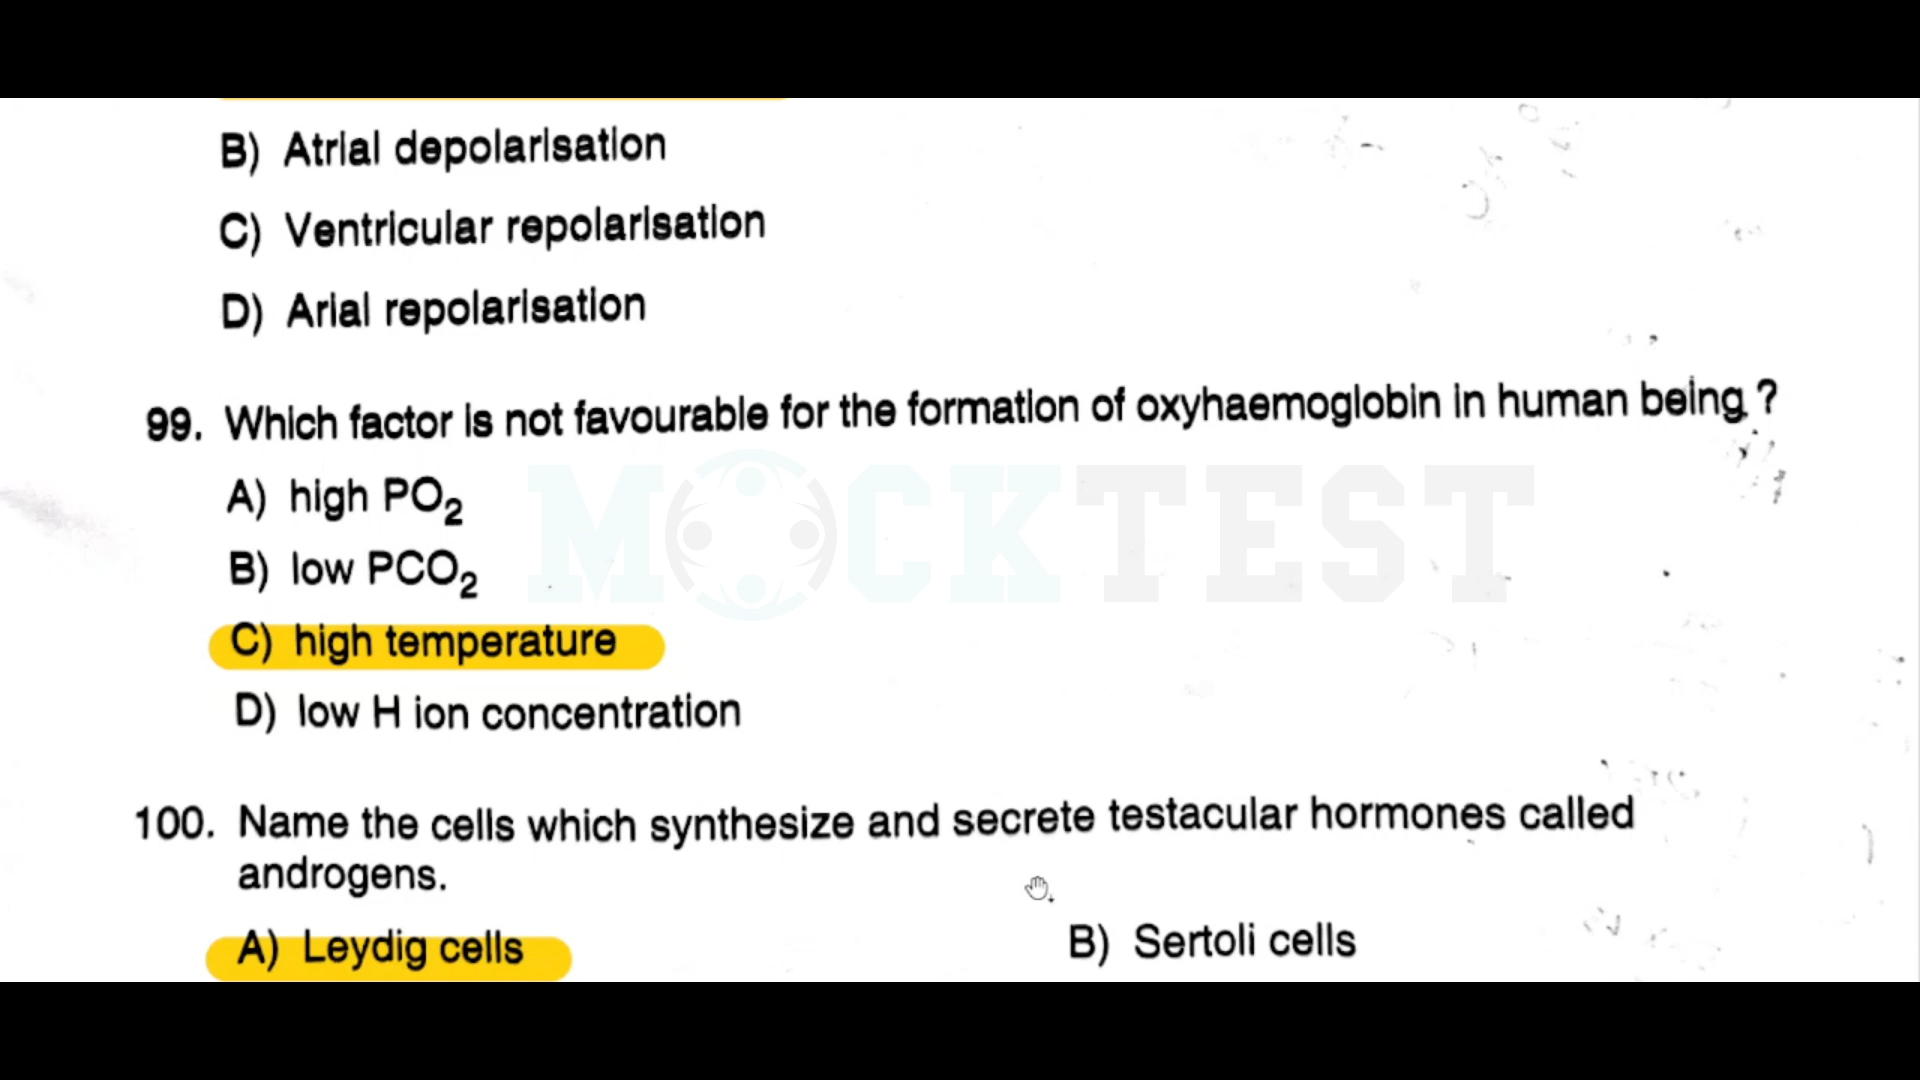 B) Atrial depolarisation
C) Ventricular repolarisation
D) Arial repolarisation
99. Which factor is not favourable for the formation of oxyhaemoglobin in human being ?
A) high PO2
B) low PCO2
C) high temperature
D) low H ion concentration
MOCKTEST
100. Name the cells which synthesize and secrete testacular hormones called
androgens.
A) Leydig cells B) Sertoli cells